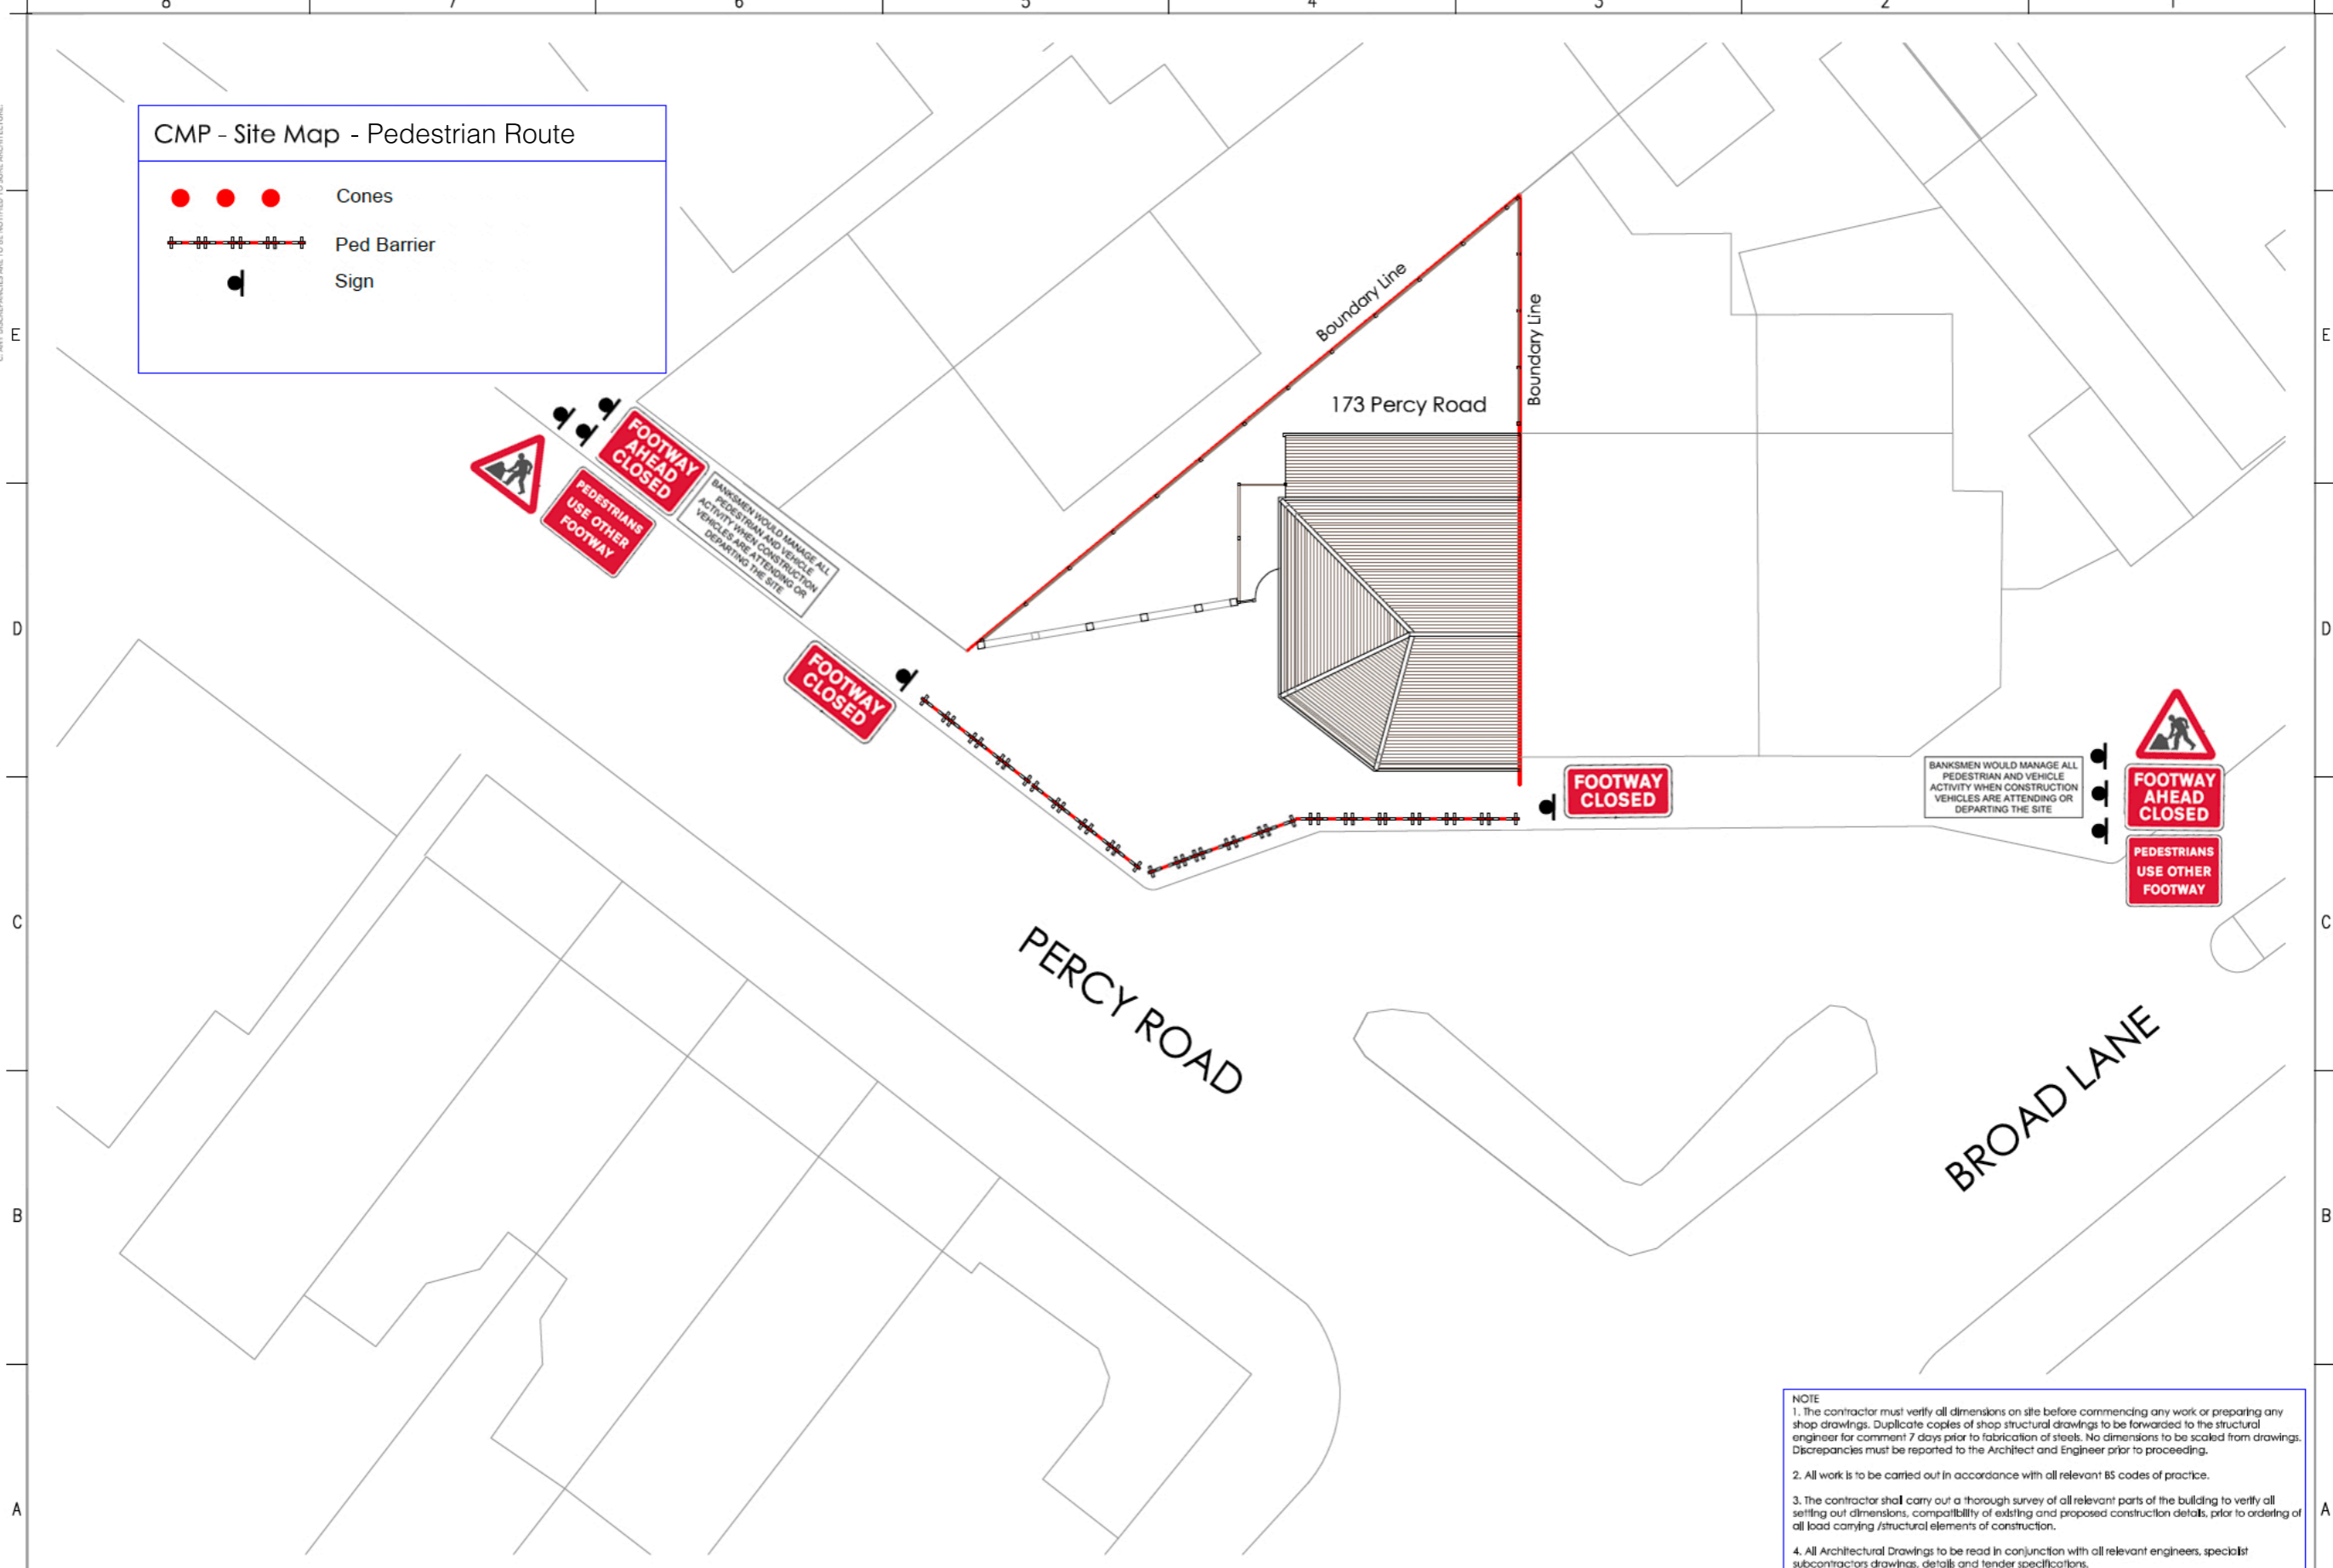 8 7 6 5 4 3 2 1
CMP - Site Map - Pedestrian Route
Cones
Ped Barrier
Sign
E
E
Boundary Line
Boundary Line
173 Percy Road
FOOTWAY
AHEAD
CLOSED
PEDESTRIANS
USE OTHER
FOOTWAY
BANKSMEN WOULD MANAGE ALL
PEDESTRIAN AND VEHICLE
ACTIVITY WHEN CONSTRUCTION
VEHICLES ARE ATTENDING OR
DEPARTING THE SITE
D
D
FOOTWAY
CLOSED
FOOTWAY
CLOSED
BANKSMEN WOULD MANAGE ALL
PEDESTRIAN AND VEHICLE
ACTIVITY WHEN CONSTRUCTION
VEHICLES ARE ATTENDING OR
DEPARTING THE SITE
FOOTWAY
AHEAD
CLOSED
PEDESTRIANS
USE OTHER
FOOTWAY
C
C
PERCY ROAD
BROAD LANE
B
B
NOTE
1. The contractor must verify all dimensions on site before commencing any work or preparing any
shop drawings. Duplicate copies of shop structural drawings to be forwarded to the structural
engineer for comment 7 days prior to fabrication of steels. No dimensions to be scaled from drawings.
Discrepancies must be reported to the Architect and Engineer prior to proceeding.
2. All work is to be carried out in accordance with all relevant BS codes of practice.
3. The contractor shall carry out a thorough survey of all relevant parts of the building to verify all
setting out dimensions, compatibility of existing and proposed construction details, prior to ordering of
all load carrying /structural elements of construction.
4. All Architectural Drawings to be read in conjunction with all relevant engineers, specialist
subcontractors drawings, details and tender specifications.
A
A